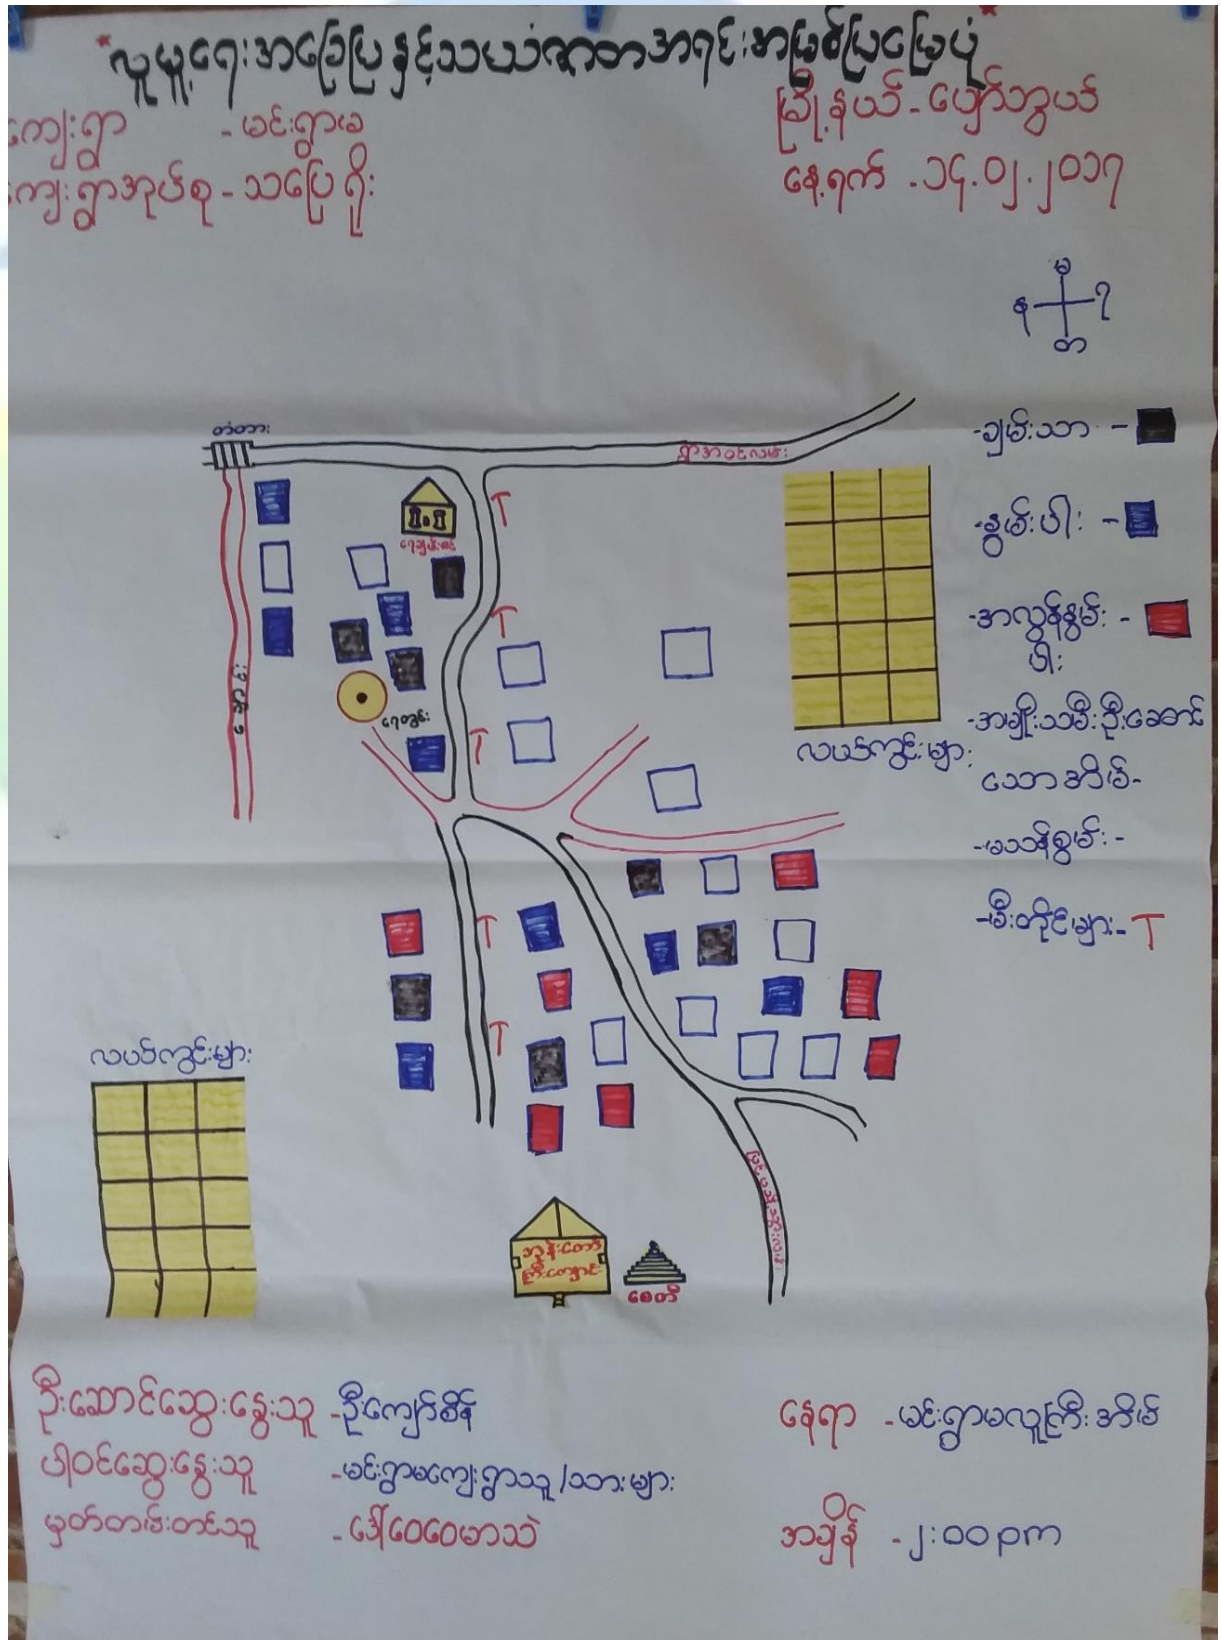 လူမှုရေးအခြေပြနှင့်သယံဇာတအရင်းအမြစ်ပြမြေပုံ
ကျေးရွာ - မင်းရွာမ
မြို့နယ် - ပျော်ဘွယ်
ကျေးရွာအုပ်စု - သပြေရိုး
နေ့ရက် - ၁၄.၀၂.၂၀၁၇
မ
န
ဂ
တ
တံတား
ရွာအဝင်လမ်း
- ချမ်းသာ -
- နွမ်းပါး -
- အလွန်နွမ်း -
ပါး
- အမျိုးသမီးဦးဆောင်
သောအိမ် -
- မသန်စွမ်း -
- မီးတိုင်များ - T
ချောင်း
ရေတွင်း
လယ်ကွင်းများ
လယ်ကွင်းများ
ဘုန်းတော်
ကြီးကျောင်း
စေတီ
ဦးဆောင်ဆွေးနွေးသူ - ဦးကျော်စိန်
နေရာ - မင်းရွာမလူကြီးအိမ်
ပါဝင်ဆွေးနွေးသူ - မင်းရွာမကျေးရွာသူ/သားများ
မှတ်တမ်းတင်သူ - ဒေါ်ဝေဝေမာသဲ
အချိန် - ၂:၀၀ pm